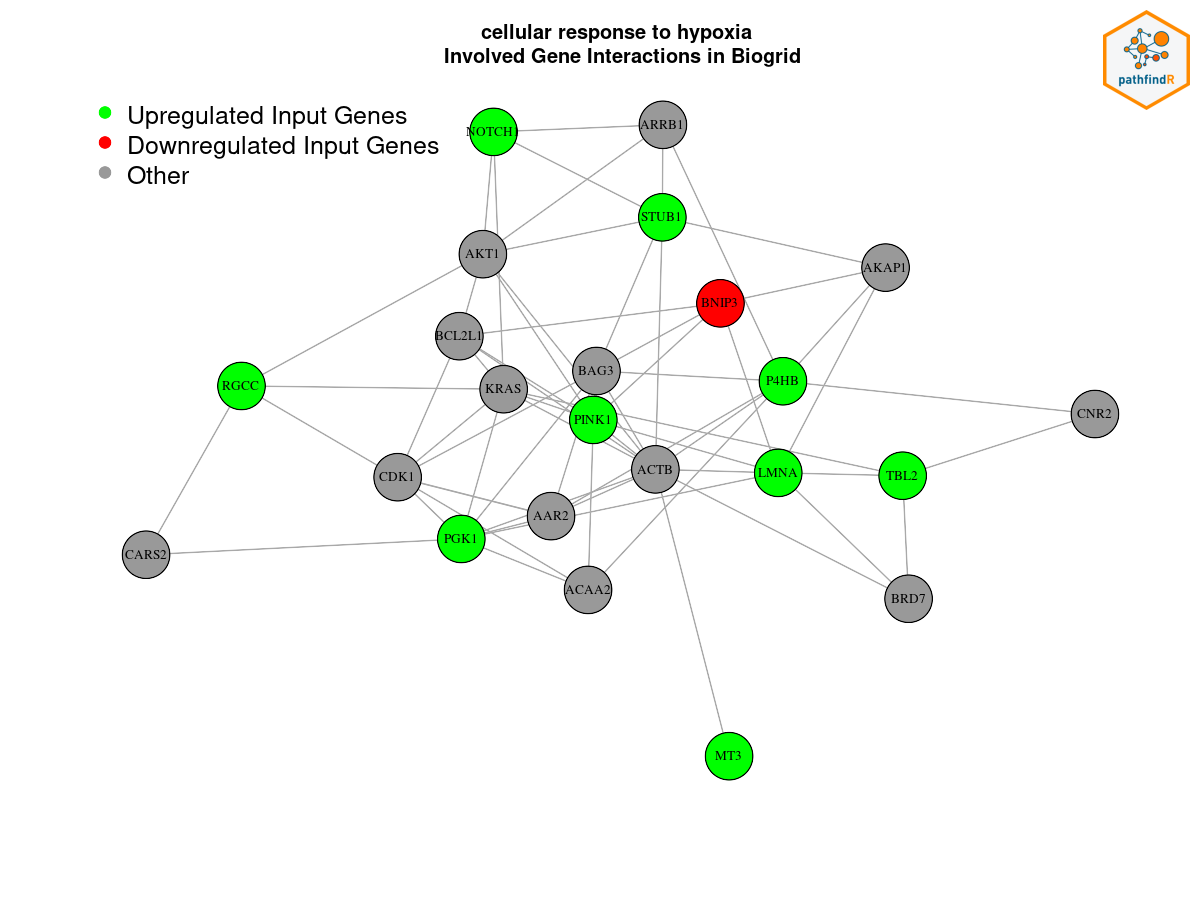 cellular response to hypoxia
Involved Gene Interactions in Biogrid
pathfindR
Upregulated Input Genes
Downregulated Input Genes
Other
NOTCH1
ARRB1
STUB1
AKT1
AKAP1
BNIP3
BCL2L1
BAG3
P4HB
RGCC
KRAS
CNR2
PINK1
ACTB
LMNA
TBL2
CDK1
AAR2
PGK1
CARS2
ACAA2
BRD7
MT3